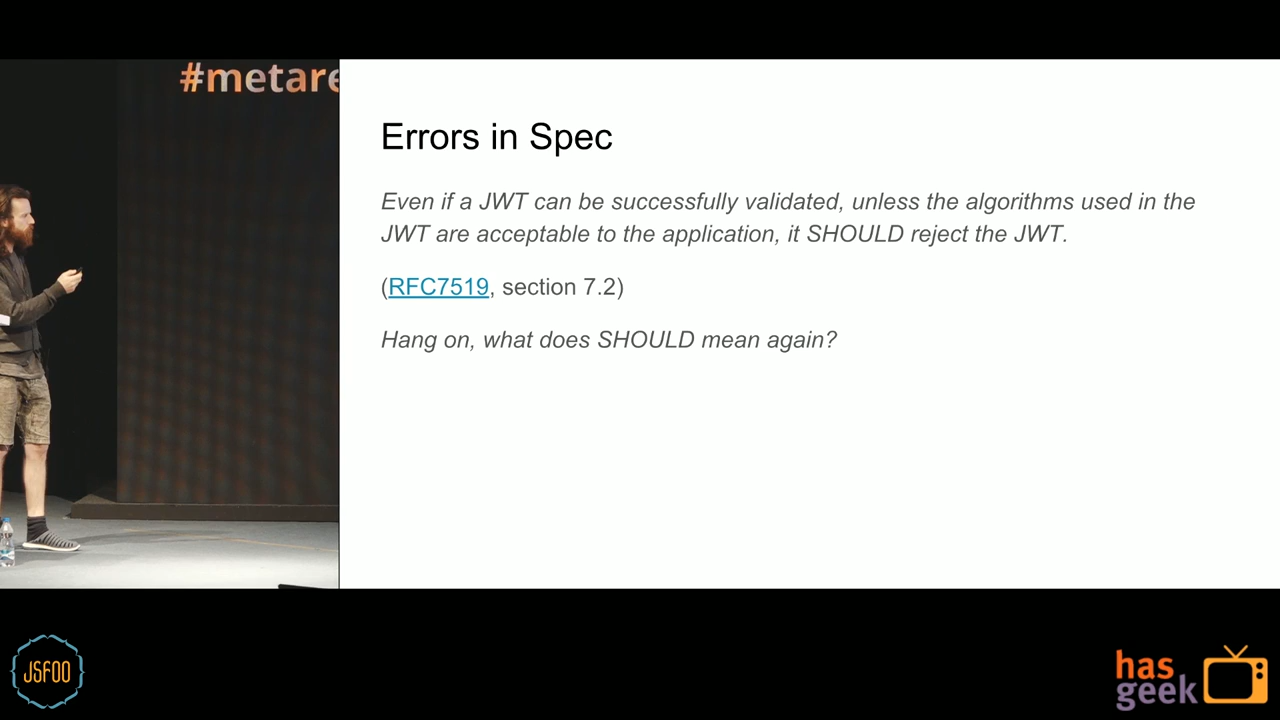 #metare
Errors in Spec
Even if a JWT can be successfully validated, unless the algorithms used in the
JWT are acceptable to the application, it SHOULD reject the JWT.
(RFC7519, section 7.2)
Hang on, what does SHOULD mean again?
JSFOO
has
geek